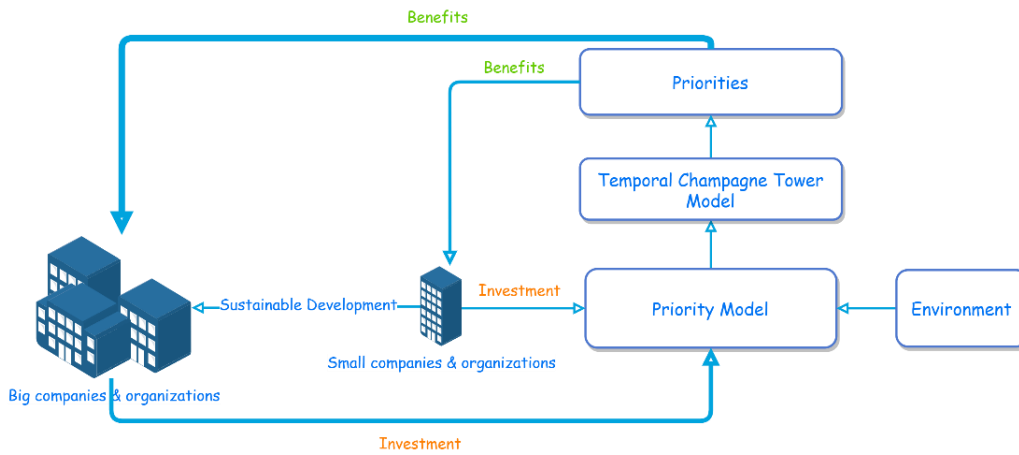 Benefits
Benefits
Priorities
Temporal Champagne Tower
Model
Sustainable Development
Investment
Priority Model
Environment
Small companies & organizations
Big companies & organizations
Investment